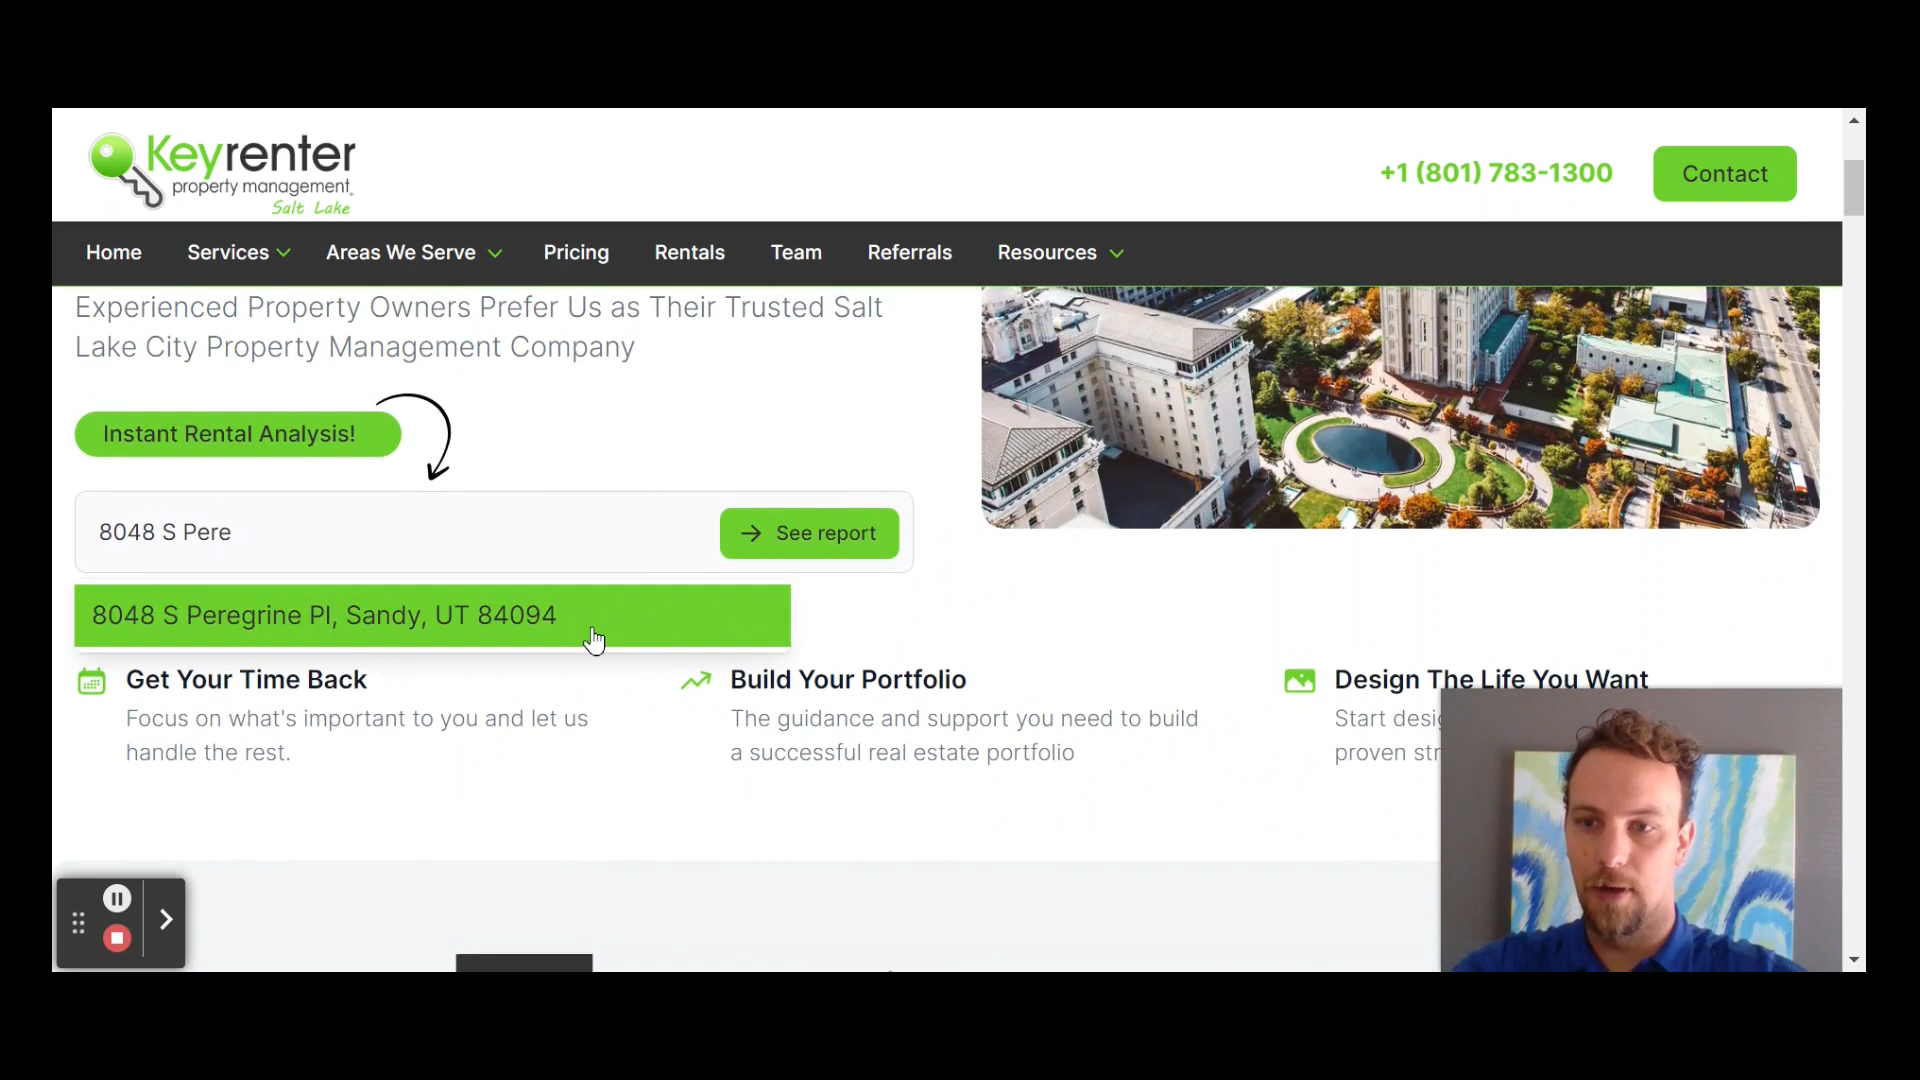 Keyrenter
property management.
Salt Lake
+1 (801) 783-1300
Contact
Home
Services
Areas We Serve
Pricing
Rentals
Team
Referrals
Resources
Experienced Property Owners Prefer Us as Their Trusted Salt
Lake City Property Management Company
Instant Rental Analysis!
8048 S Pere
See report
8048 S Peregrine Pl, Sandy, UT 84094
Get Your Time Back
Focus on what's important to you and let us
handle the rest.
Build Your Portfolio
The guidance and support you need to build
a successful real estate portfolio
Design The Life You Want
Start
proven